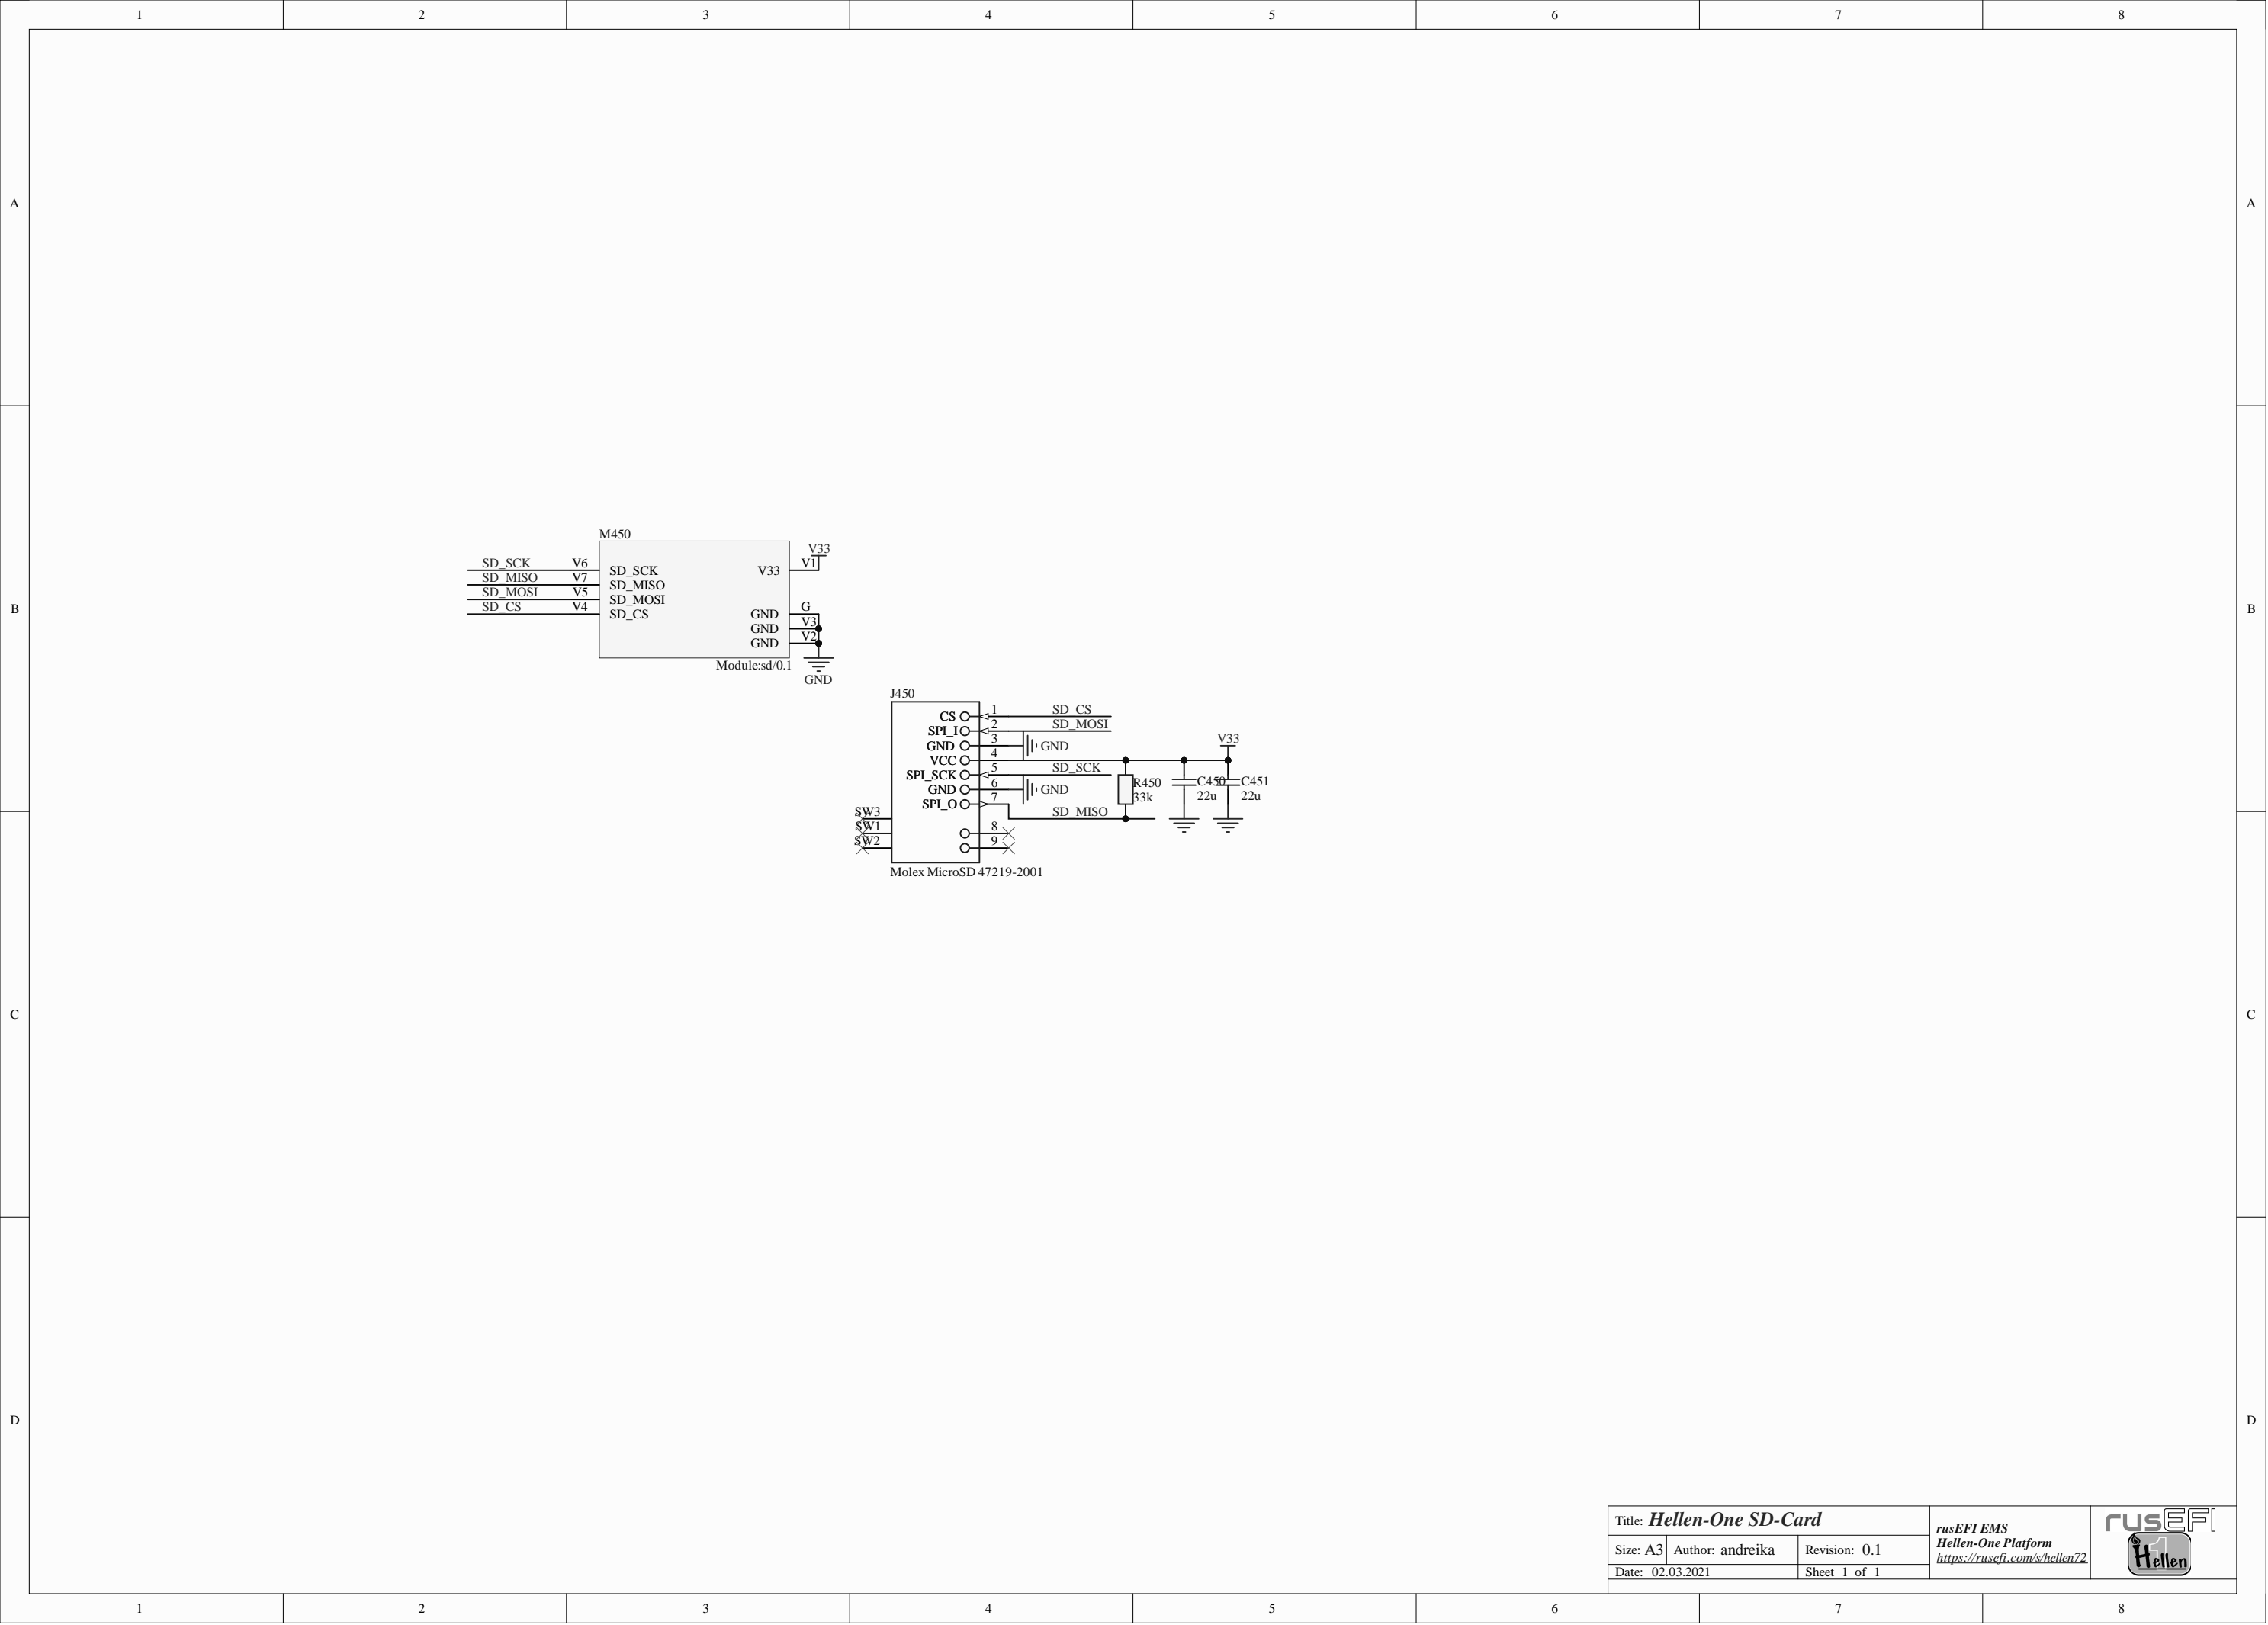 1 2 3 4 5 6 7 8
A A
M450
V33
SD_SCK V6 SD_SCK V33 V1
SD_MISO V7 SD_MISO
SD_MOSI V5 SD_MOSI
SD_CS V4 SD_CS GND G
GND V3
GND V2
B B
Module:sd/0.1
GND
J450
CS 1 SD_CS
SPI_I 2 SD_MOSI
GND 3 GND V33
VCC 4
SPI_SCK 5 SD_SCK
GND 6 GND R450 C450 C451
33k 22u 22u
SPI_O 7 SD_MISO
SW3
SW1 8
SW2 9
Molex MicroSD 47219-2001
C C
D D
Title: Hellen-One SD-Card
Size: A3 Author: andreika Revision: 0.1
Date: 02.03.2021 Sheet 1 of 1
rusEFI EMS
Hellen-One Platform
https://rusefi.com/s/hellen72
rusEFI
1
Hellen
1 2 3 4 5 6 7 8